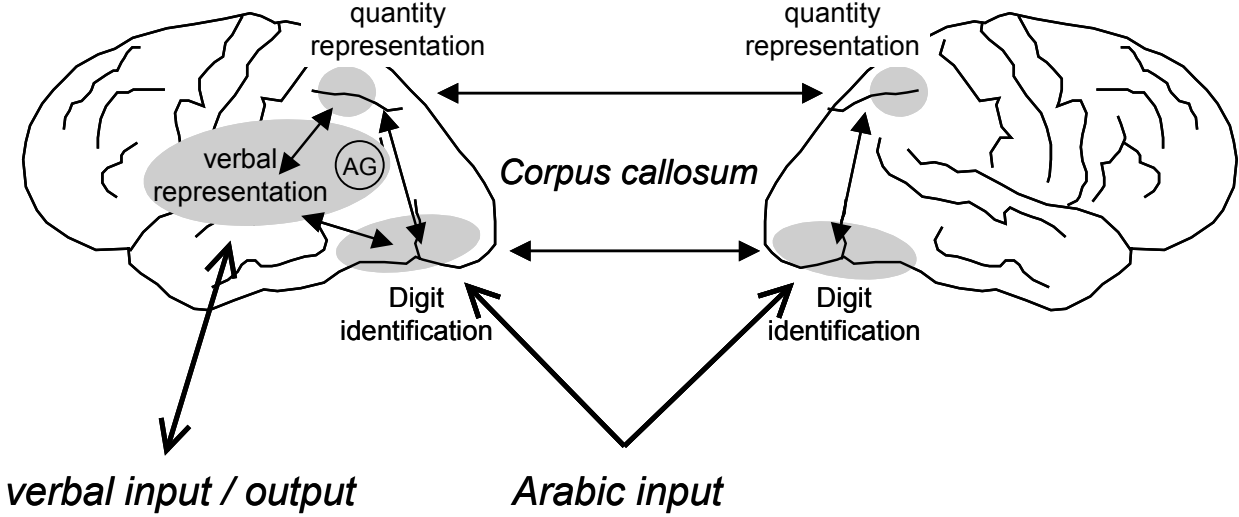 quantity
representation
quantity
representation
verbal
representation
AG
Corpus callosum
Digit
identification
Digit
identification
verbal input / output
Arabic input